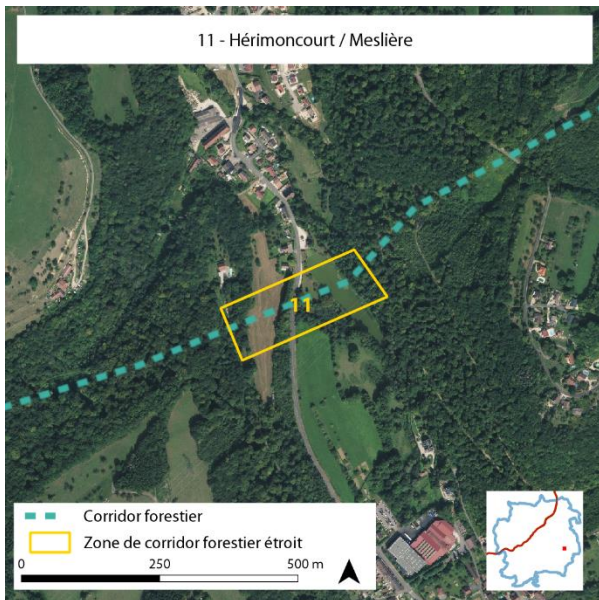 11 - Hérimoncourt / Meslière
11
Corridor forestier
Zone de corridor forestier étroit
0 250 500 m